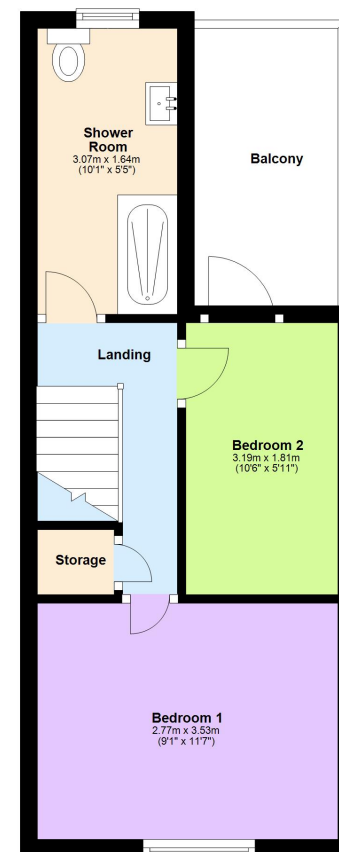 Shower
Room
3.07m x 1.64m
(10'1" x 5'5")
Balcony
Landing
Bedroom 2
3.19m x 1.81m
(10'6" x 5'11")
Storage
Bedroom 1
2.77m x 3.53m
(9'1" x 11'7")